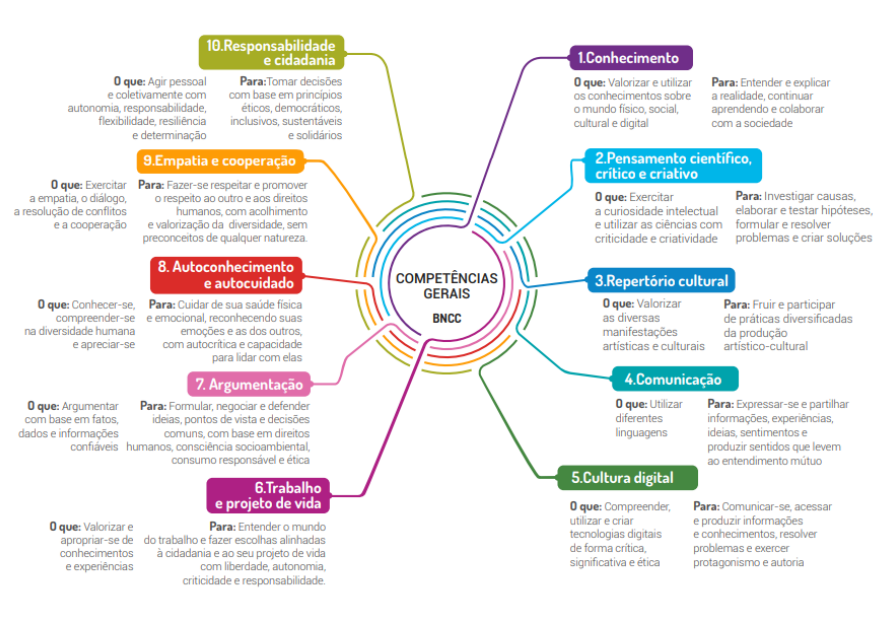 COMPETÊNCIAS
GERAIS
BNCC
1.Conhecimento
O que: Valorizar e utilizar
os conhecimentos sobre
o mundo físico, social,
cultural e digital
Para: Entender e explicar
a realidade, continuar
aprendendo e colaborar
com a sociedade
2.Pensamento científico,
crítico e criativo
O que: Exercitar
a curiosidade intelectual
e utilizar as ciências com
criticidade e criatividade
Para: Investigar causas,
elaborar e testar hipóteses,
formular e resolver
problemas e criar soluções
3.Repertório cultural
O que: Valorizar
as diversas
manifestações
artísticas e culturais
Para: Fruir e participar
de práticas diversificadas
da produção
artístico-cultural
4.Comunicação
O que: Utilizar
diferentes
linguagens
Para: Expressar-se e partilhar
informações, experiências,
ideias, sentimentos e
produzir sentidos que levem
ao entendimento mútuo
5.Cultura digital
O que: Compreender,
utilizar e criar
tecnologias digitais
de forma crítica,
significativa e ética
Para: Comunicar-se, acessar
e produzir informações
e conhecimentos, resolver
problemas e exercer
protagonismo e autoria
6.Trabalho
e projeto de vida
O que: Valorizar e
apropriar-se de
conhecimentos
e experiências
Para: Entender o mundo
do trabalho e fazer escolhas alinhadas
à cidadania e ao seu projeto de vida
com liberdade, autonomia,
criticidade e responsabilidade.
7. Argumentação
O que: Argumentar
com base em fatos,
dados e informações
confiáveis
Para: Formular, negociar e defender
ideias, pontos de vista e decisões
comuns, com base em direitos
humanos, consciência socioambiental,
consumo responsável e ética
8. Autoconhecimento
e autocuidado
O que: Conhecer-se,
compreender-se
na diversidade humana
e apreciar-se
Para: Cuidar de sua saúde física
e emocional, reconhecendo suas
emoções e as dos outros,
com autocrítica e capacidade
para lidar com elas
9.Empatia e cooperação
O que: Exercitar
a empatia, o diálogo,
a resolução de conflitos
e a cooperação
Para: Fazer-se respeitar e promover
o respeito ao outro e aos direitos
humanos, com acolhimento
e valorização da diversidade, sem
preconceitos de qualquer natureza.
10.Responsabilidade
e cidadania
O que: Agir pessoal
e coletivamente com
autonomia, responsabilidade,
flexibilidade, resiliência
e determinação
Para:Tomar decisões
com base em princípios
éticos, democráticos,
inclusivos, sustentáveis
e solidários